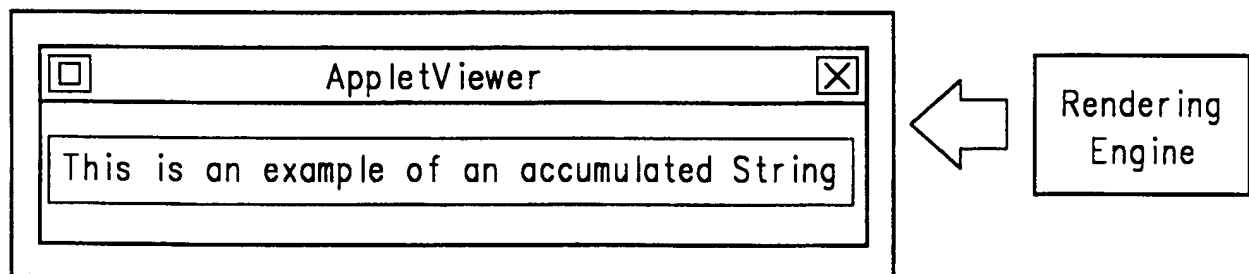 AppletViewer
This is an example of an accumulated String
Rendering
Engine